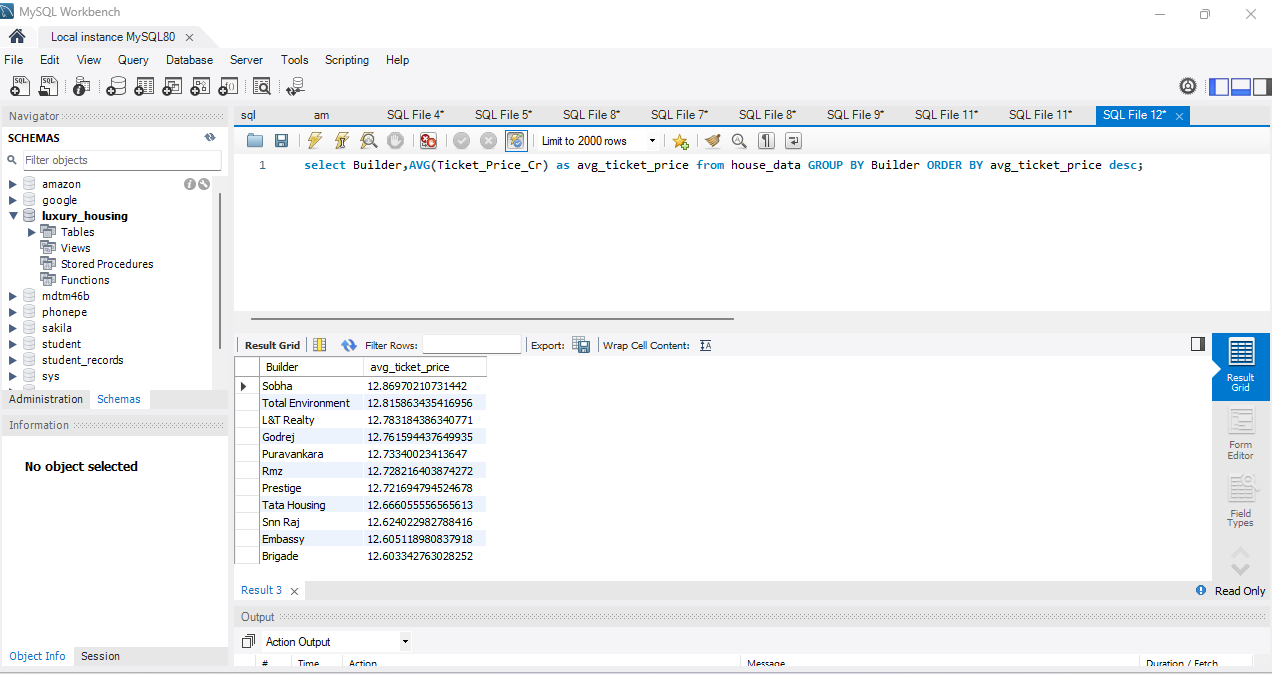 MySQL Workbench
Local instance MySQL80
File Edit View Query Database Server Tools Scripting Help
Navigator
SCHEMAS
Filter objects
amazon
google
luxury_housing
Tables
Views
Stored Procedures
Functions
mdtm46b
phonepe
sakila
student
student_records
sys
Administration Schemas
Information
No object selected
Object Info Session
sql am SQL File 4* SQL File 5* SQL File 8* SQL File 7* SQL File 8* SQL File 9* SQL File 11* SQL File 11* SQL File 12*
Limit to 2000 rows
1 select Builder,AVG(Ticket_Price_Cr) as avg_ticket_price from house_data GROUP BY Builder ORDER BY avg_ticket_price desc;
Result Grid Filter Rows: Export: Wrap Cell Content:
Builder avg_ticket_price
Sobha 12.86970210731442
Total Environment 12.815863435416956
L&T Realty 12.783184386340771
Godrej 12.761594437649935
Puravankara 12.73340023413647
Rmz 12.728216403874272
Prestige 12.721694794524678
Tata Housing 12.666055556565613
Snn Raj 12.624022982788416
Embassy 12.605118980837918
Brigade 12.603342763028252
Result Grid
Form Editor
Field Types
Result 3
Read Only
Output
Action Output
# Time Action Message Duration / Fetch